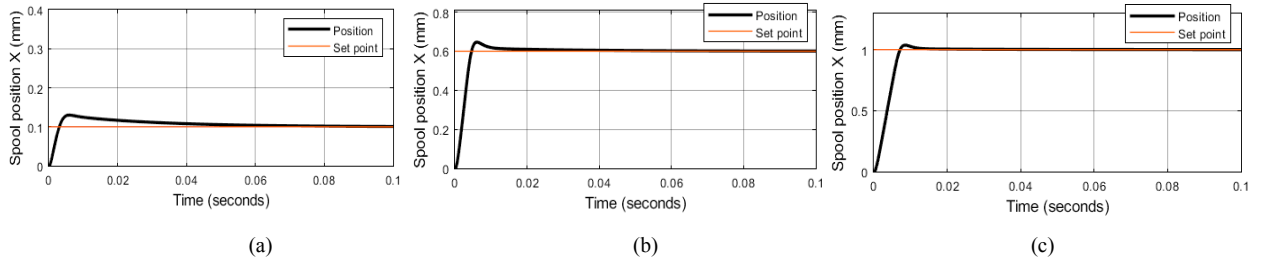 0.4
0.3
0.2
0.1
0
Spool position X (mm)
Position
Set point
0
0.02
0.04
0.06
0.08
0.1
Time (seconds)
(a)
0.8
0.6
0.4
0.2
0
Spool position X (mm)
Position
Set point
0
0.02
0.04
0.06
0.08
0.1
Time (seconds)
(b)
1
0.5
0
Spool position X (mm)
Position
Set point
0
0.02
0.04
0.06
0.08
0.1
Time (seconds)
(c)